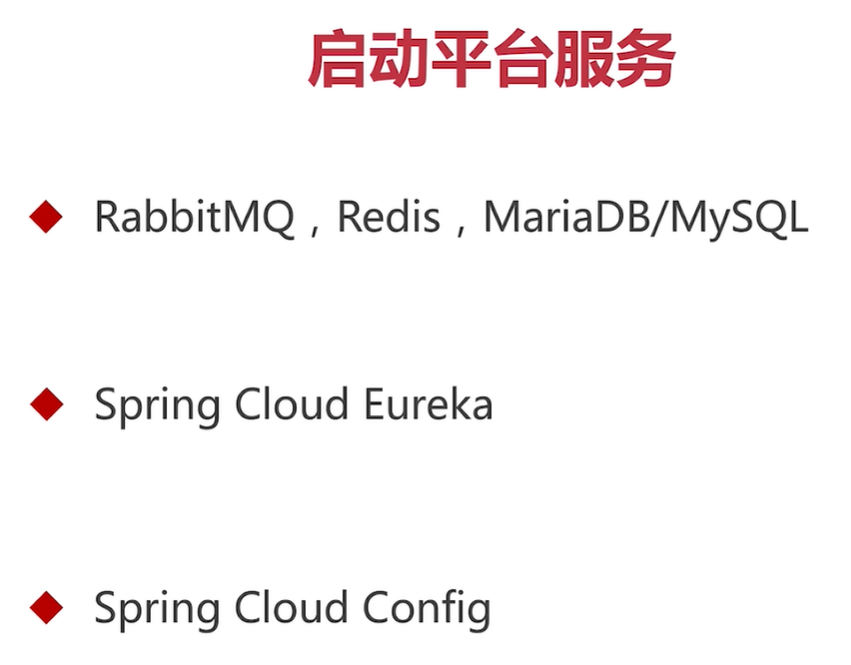 启动平台服务
RabbitMQ，Redis，MariaDB/MySQL
Spring Cloud Eureka
Spring Cloud Config